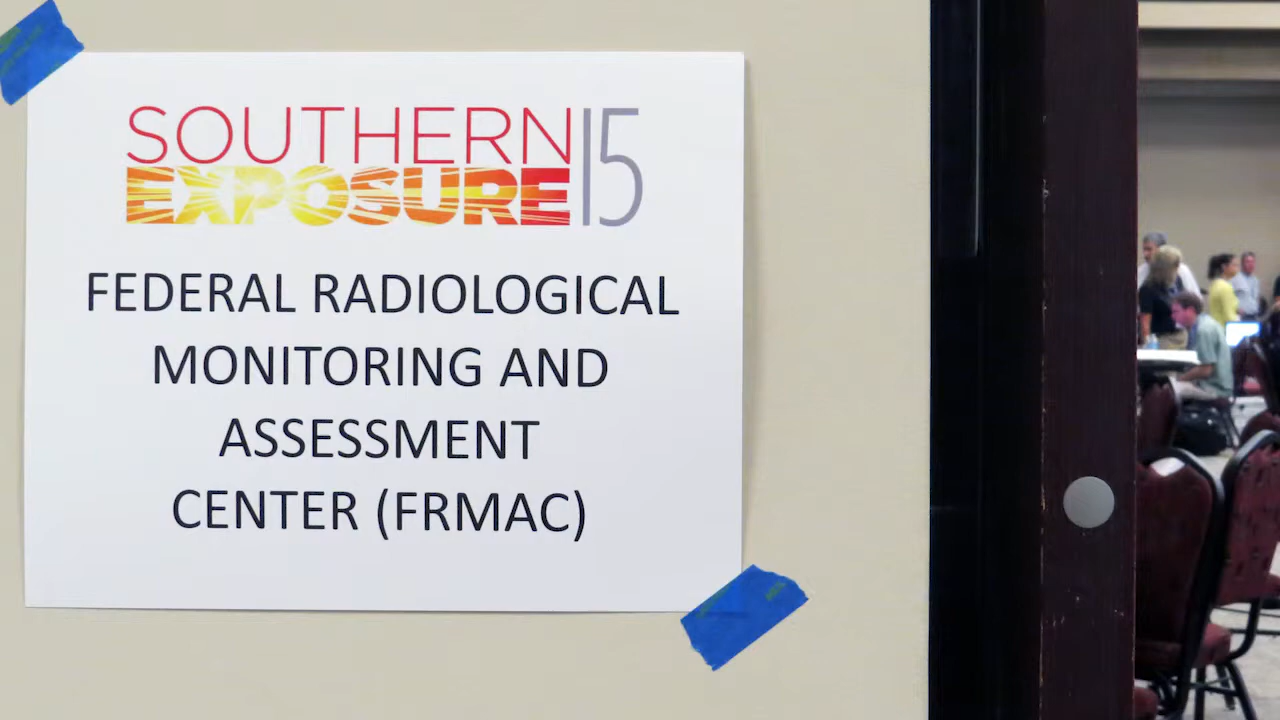 SOUTHERN 15
EXPOSURE
FEDERAL RADIOLOGICAL
MONITORING AND
ASSESSMENT
CENTER (FRMAC)